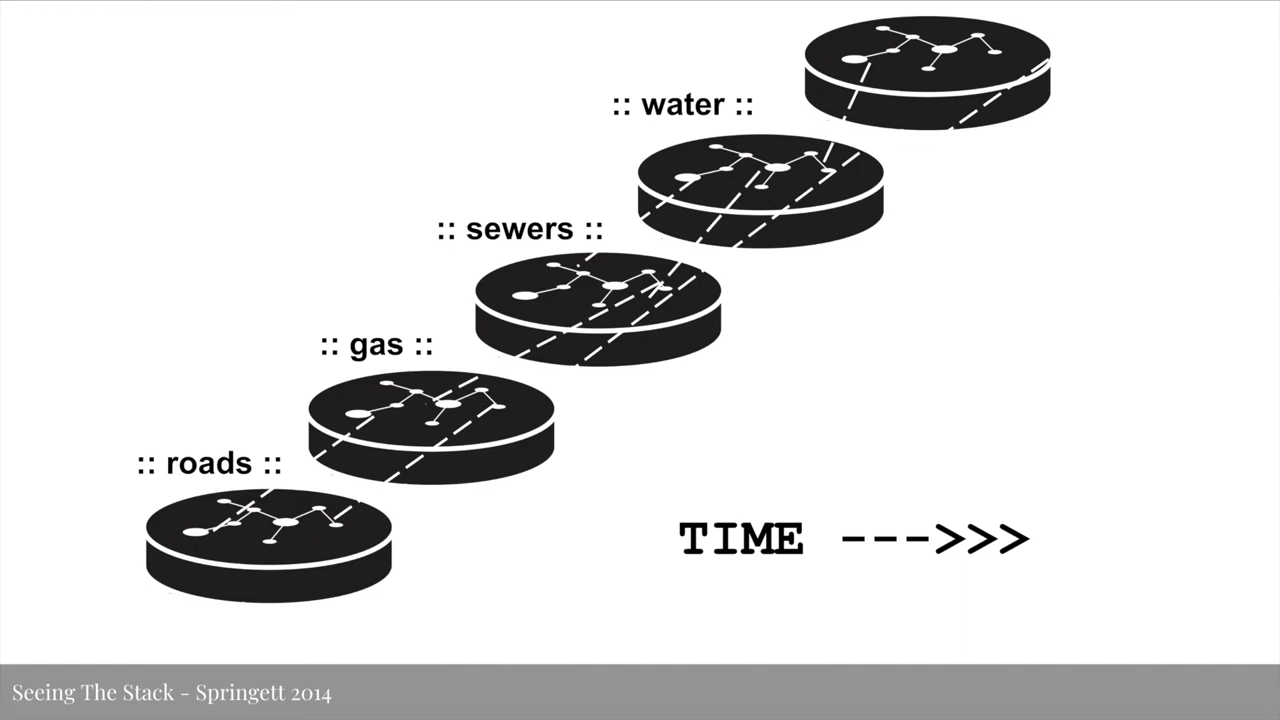 :: water ::
:: sewers ::
:: gas ::
:: roads ::
TIME --->>>
Seeing The Stack - Springett 2014